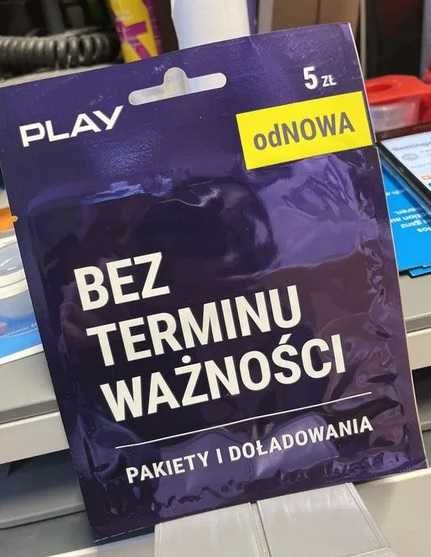 PLAY
5 ZŁ
odNOWA
BEZ
TERMINU
WAŻNOŚCI
PAKIETY I DOŁADOWANIA